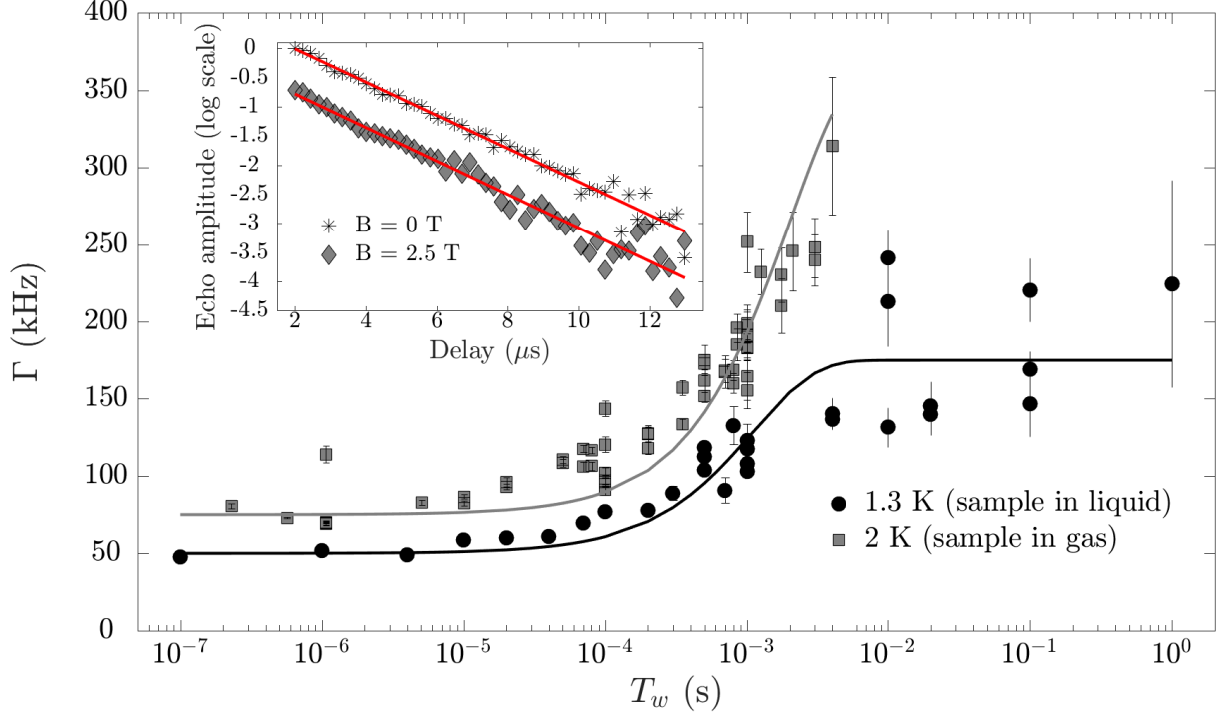 400
350
300
250
200
150
100
50
0
Γ (kHz)
10⁻⁷ 10⁻⁶ 10⁻⁵ 10⁻⁴ 10⁻³ 10⁻² 10⁻¹ 10⁰
T_w (s)
0
-0.5
-1
-1.5
-2
-2.5
-3
-3.5
-4
-4.5
Echo amplitude (log scale)
2 4 6 8 10 12
Delay (μs)
B = 0 T
B = 2.5 T
1.3 K (sample in liquid)
2 K (sample in gas)